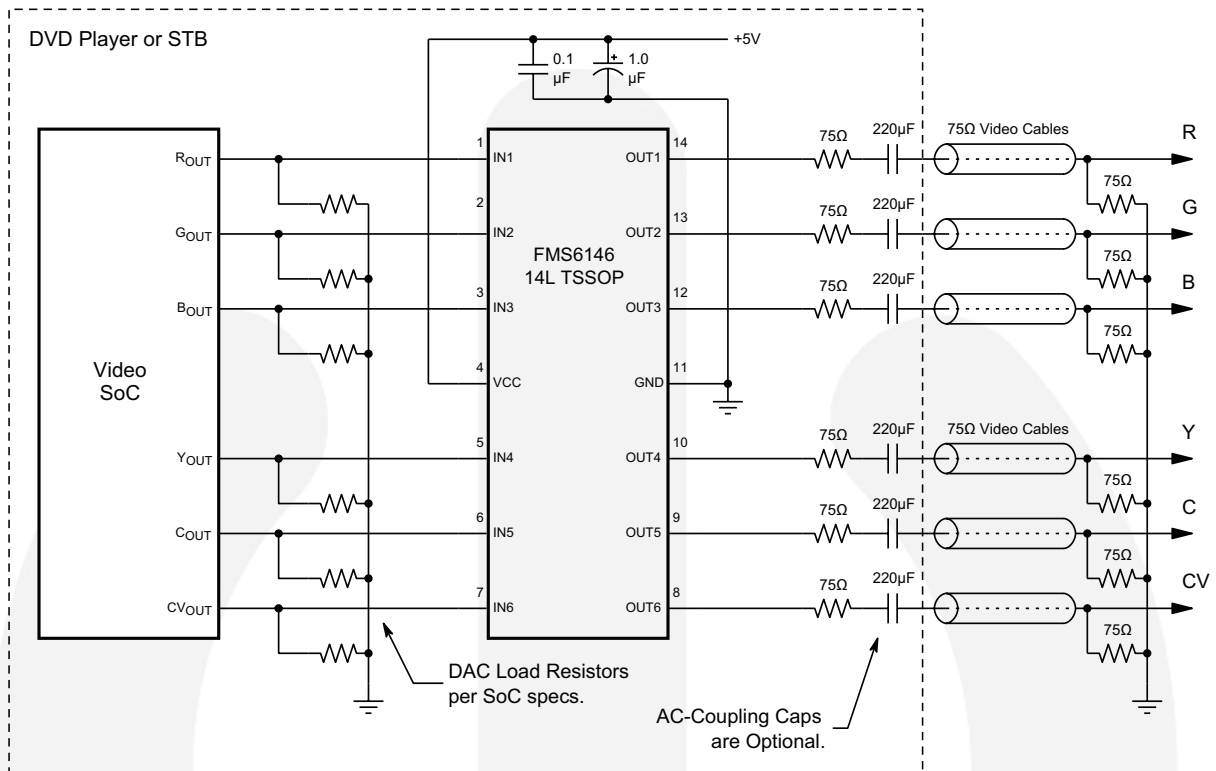 DVD Player or STB
+5V
0.1
µF
+
1.0
µF
75Ω
220µF
75Ω Video Cables
R
ROUT
1
IN1
OUT1
14
75Ω
2
GOUT
IN2
OUT2
13
75Ω
220µF
G
FMS6146
14L TSSOP
75Ω
3
BOUT
IN3
OUT3
12
75Ω
220µF
B
75Ω
Video
SoC
4
VCC
GND
11
75Ω
220µF
75Ω Video Cables
Y
5
YOUT
IN4
OUT4
10
75Ω
6
COUT
IN5
OUT5
9
75Ω
220µF
C
75Ω
7
CVOUT
IN6
OUT6
8
75Ω
220µF
CV
75Ω
DAC Load Resistors
per SoC specs.
AC-Coupling Caps
are Optional.